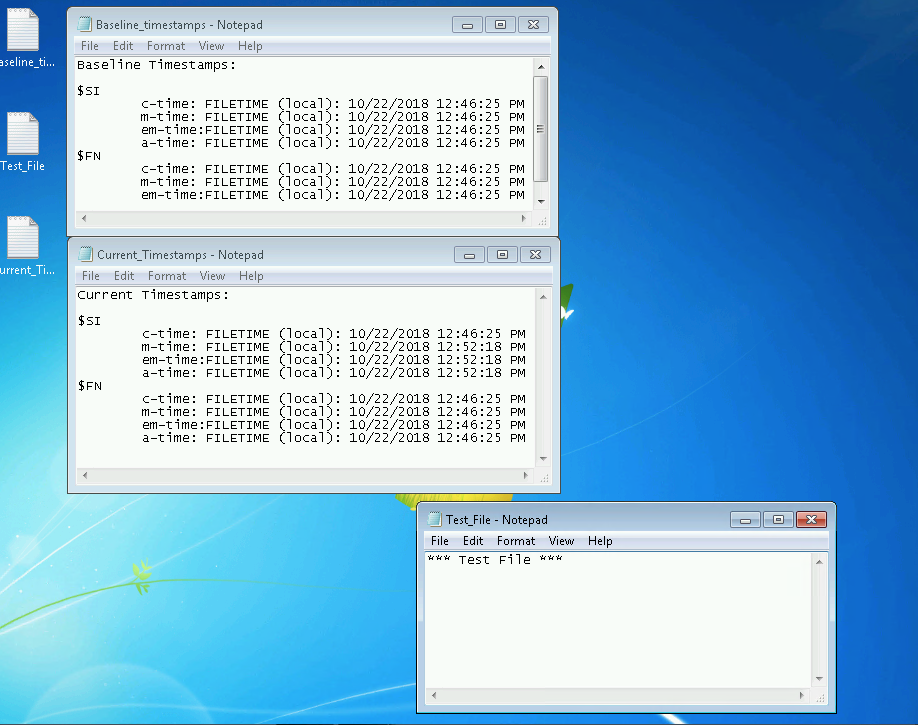 aseline_ti...
Test_File
urrent_Ti...
Baseline_timestamps - Notepad
File Edit Format View Help
Baseline Timestamps:
$SI
c-time: FILETIME (local): 10/22/2018 12:46:25 PM
m-time: FILETIME (local): 10/22/2018 12:46:25 PM
em-time:FILETIME (local): 10/22/2018 12:46:25 PM
a-time: FILETIME (local): 10/22/2018 12:46:25 PM
$FN
c-time: FILETIME (local): 10/22/2018 12:46:25 PM
m-time: FILETIME (local): 10/22/2018 12:46:25 PM
em-time:FILETIME (local): 10/22/2018 12:46:25 PM
Current_Timestamps - Notepad
File Edit Format View Help
Current Timestamps:
$SI
c-time: FILETIME (local): 10/22/2018 12:46:25 PM
m-time: FILETIME (local): 10/22/2018 12:52:18 PM
em-time:FILETIME (local): 10/22/2018 12:52:18 PM
a-time: FILETIME (local): 10/22/2018 12:52:18 PM
$FN
c-time: FILETIME (local): 10/22/2018 12:46:25 PM
m-time: FILETIME (local): 10/22/2018 12:46:25 PM
em-time:FILETIME (local): 10/22/2018 12:46:25 PM
a-time: FILETIME (local): 10/22/2018 12:46:25 PM
Test_File - Notepad
File Edit Format View Help
*** Test File ***